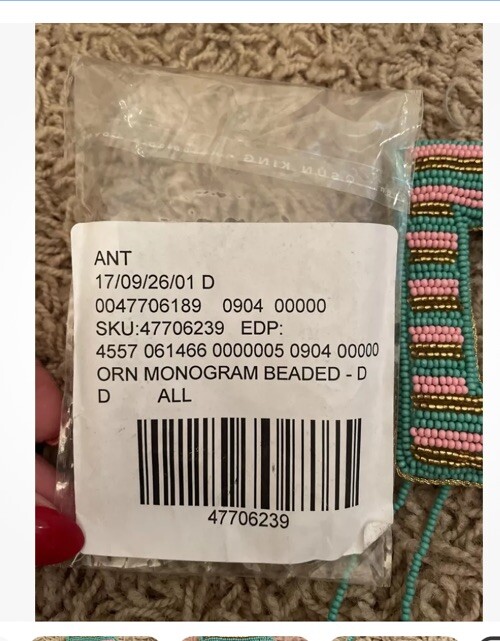 ANT
17/09/26/01 D
0047706189 0904 00000
SKU:47706239 EDP:
4557 061466 0000005 0904 00000
ORN MONOGRAM BEADED - D
D ALL
47706239